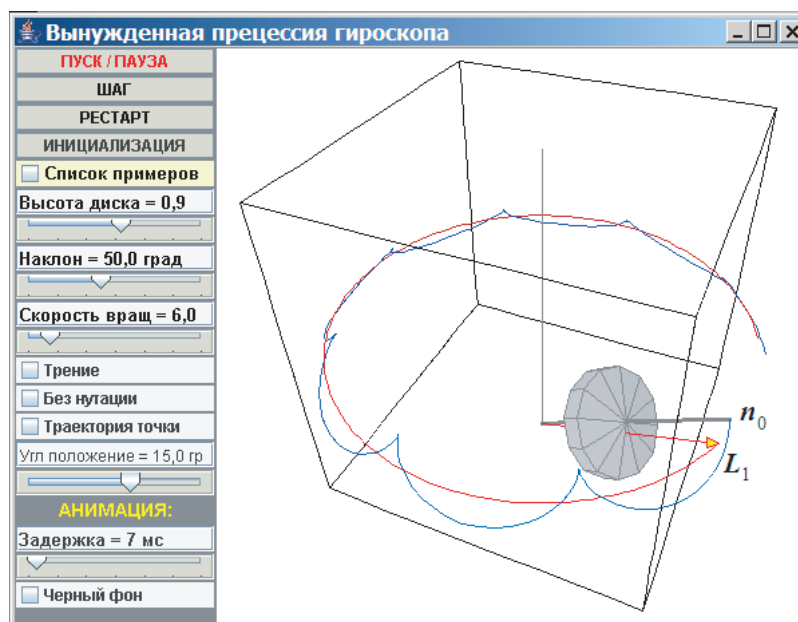 Вынужденная прецессия гироскопа
ПУСК / ПАУЗА
ШАГ
РЕСТАРТ
ИНИЦИАЛИЗАЦИЯ
Список примеров
Высота диска = 0,9
Наклон = 50,0 град
Скорость вращ = 6,0
Трение
Без нутации
Траектория точки
Угл положение = 15,0 гр
АНИМАЦИЯ:
Задержка = 7 мс
Черный фон
n₀
L₁